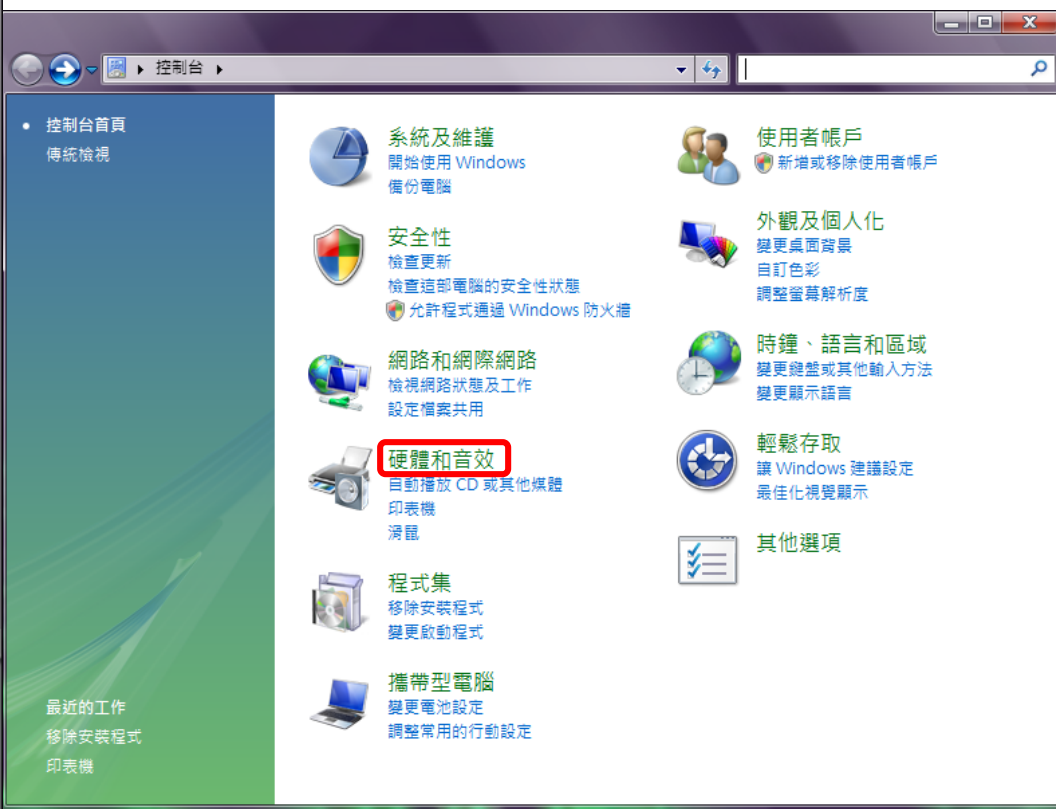 控制台
控制台首頁
傳統檢視
系統及維護
開始使用 Windows
備份電腦
安全性
檢查更新
檢查這部電腦的安全性狀態
允許程式通過 Windows 防火牆
網路和網際網路
檢視網路狀態及工作
設定檔案共用
硬體和音效
自動播放 CD 或其他媒體
印表機
滑鼠
程式集
移除安裝程式
變更啟動程式
攜帶型電腦
變更電池設定
調整常用的行動設定
使用者帳戶
新增或移除使用者帳戶
外觀及個人化
變更桌面背景
自訂色彩
調整螢幕解析度
時鐘、語言和區域
變更鍵盤或其他輸入方法
變更顯示語言
輕鬆存取
讓 Windows 建議設定
最佳化視覺顯示
其他選項
最近的工作
移除安裝程式
印表機